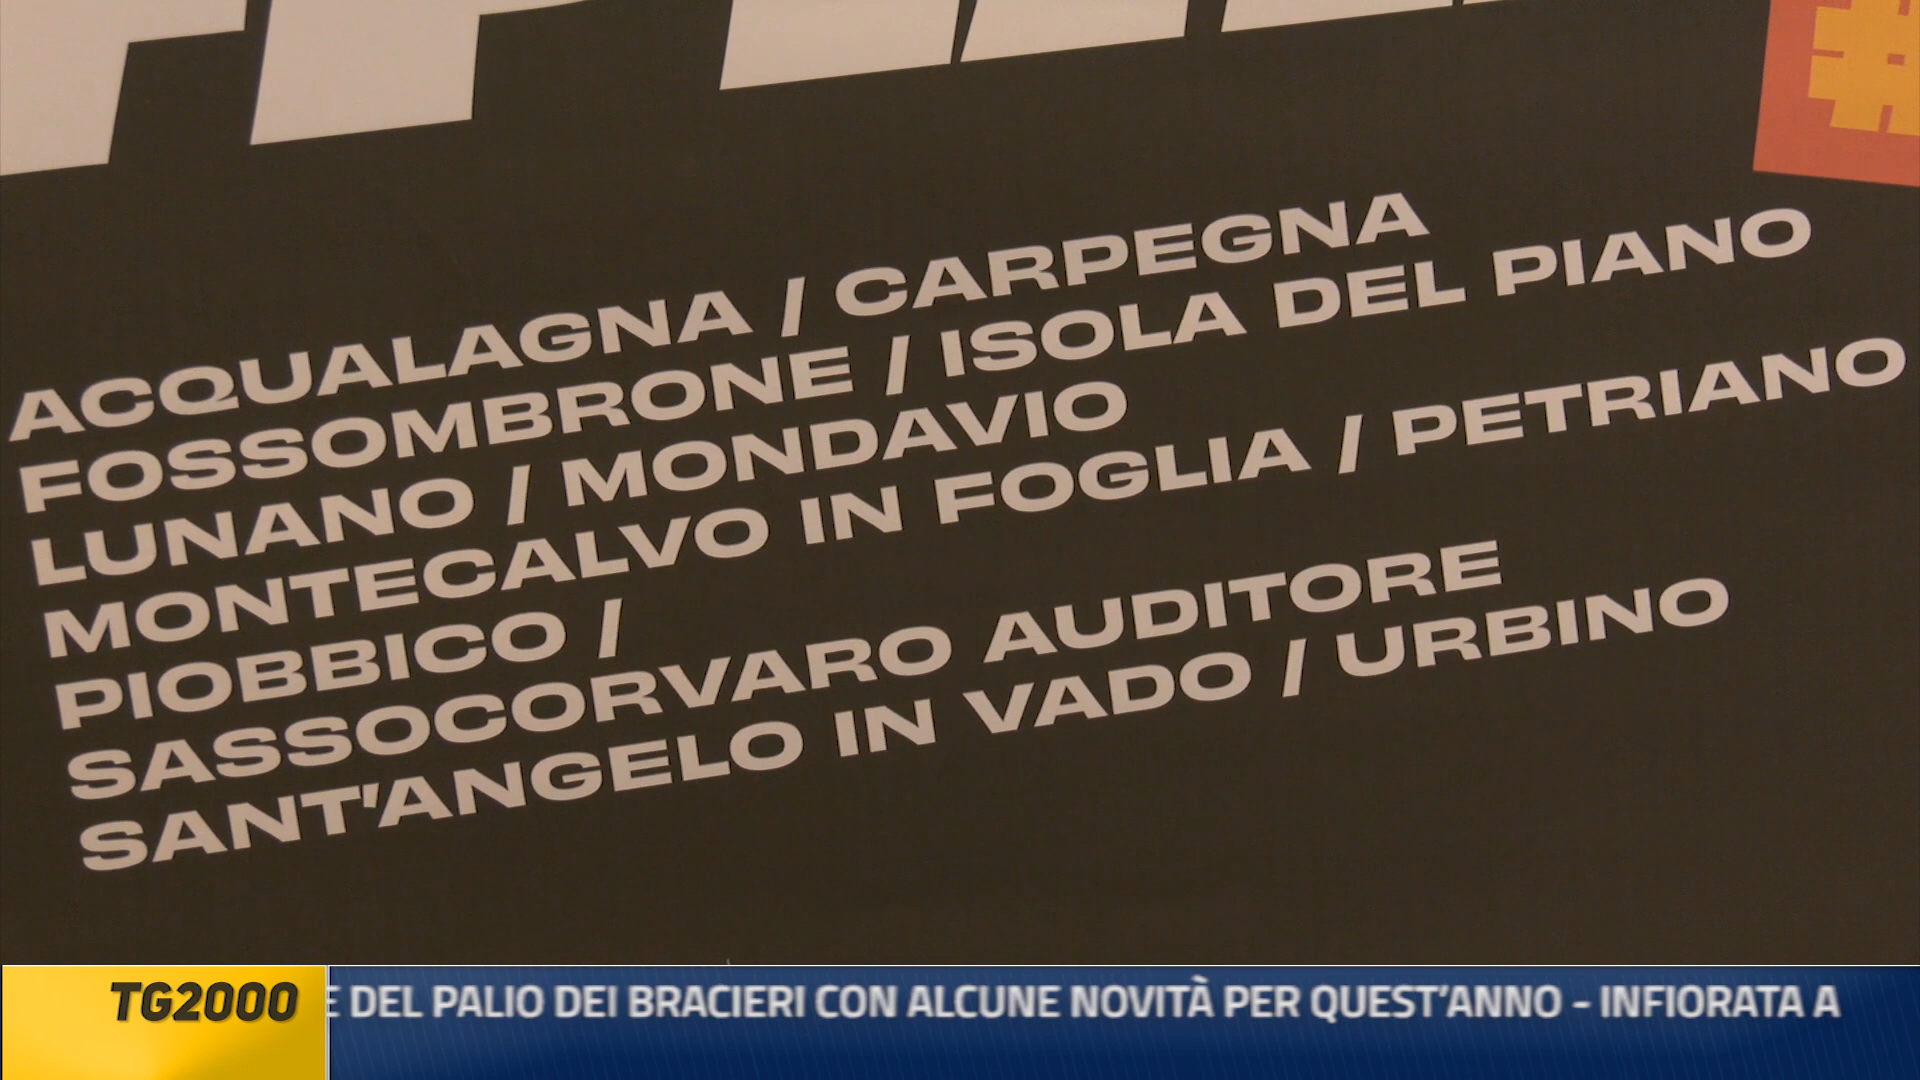 ACQUALAGNA / CARPEGNA
FOSSOMBRONE / ISOLA DEL PIANO
LUNANO / MONDAVIO
MONTECALVO IN FOGLIA / PETRIANO
PIOBBICO /
SASSOCORVARO AUDITORE
SANT'ANGELO IN VADO / URBINO
TG2000
E DEL PALIO DEI BRACIERI CON ALCUNE NOVITÀ PER QUEST'ANNO - INFIORATA A